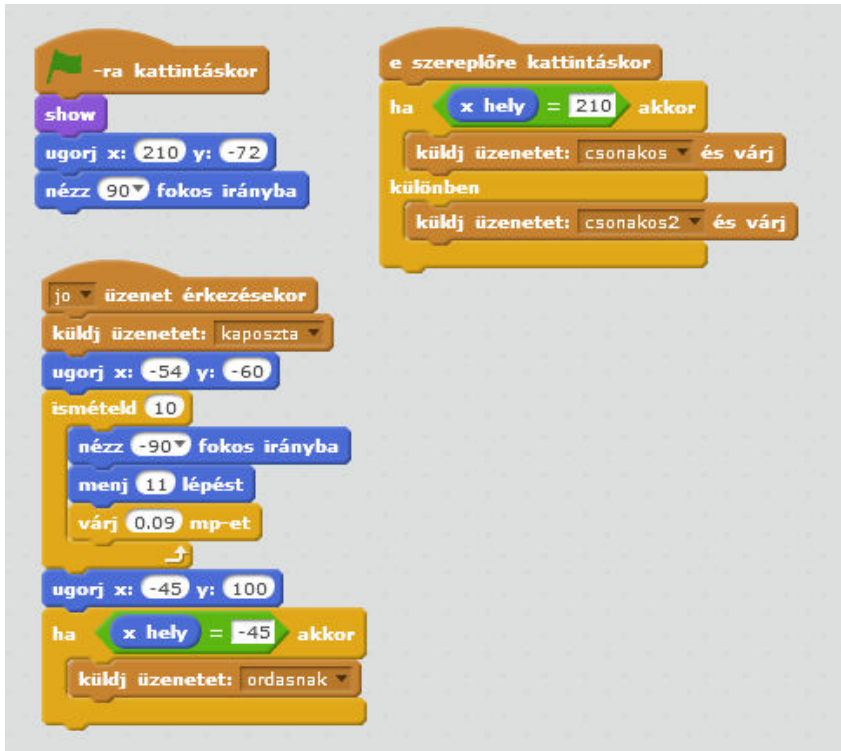 -ra kattintáskor
show
ugorj x: 210 y: -72
nézz 90 fokos irányba
e szereplőre kattintáskor
ha x hely = 210 akkor
küldj üzenetet: csonakos és várj
különben
küldj üzenetet: csonakos2 és várj
jo üzenet érkezésekor
küldj üzenetet: kaposzta
ugorj x: -54 y: -60
ismételd 10
nézz -90 fokos irányba
menj 11 lépést
várj 0.09 mp-et
ugorj x: -45 y: 100
ha x hely = -45 akkor
küldj üzenetet: ordasnak